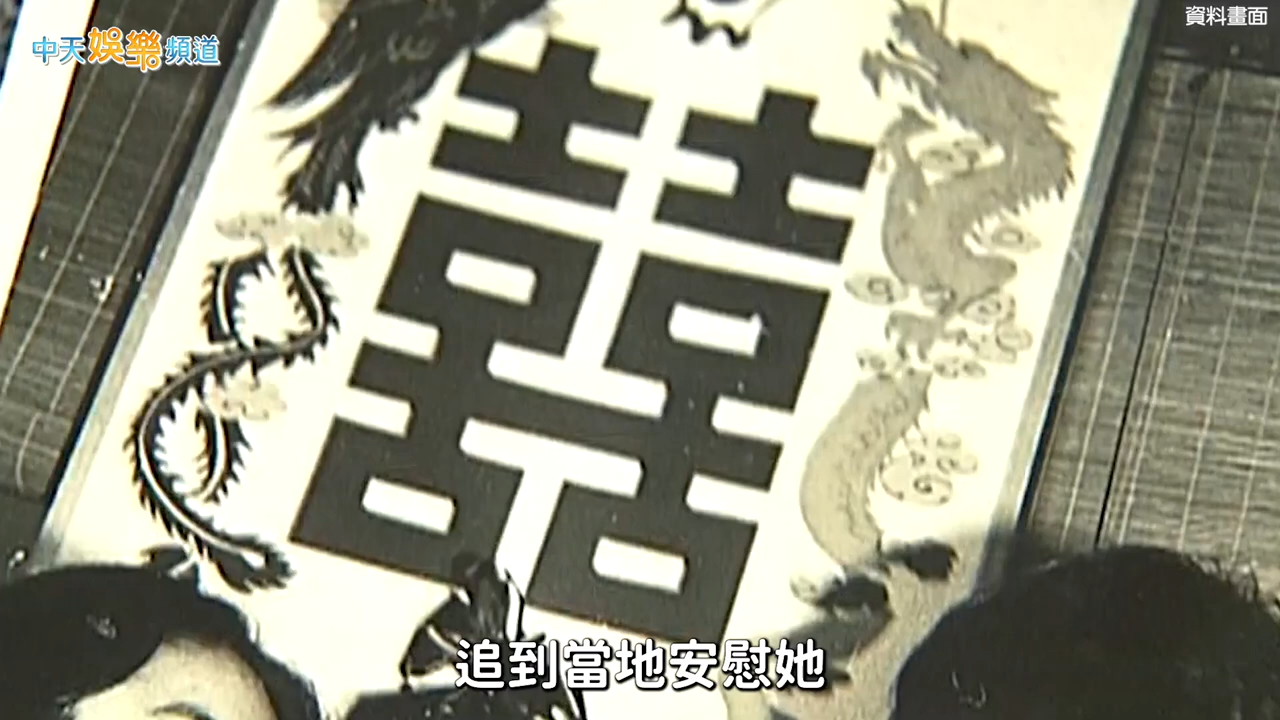 中天娛樂頻道
資料畫面
囍
追到當地安慰她